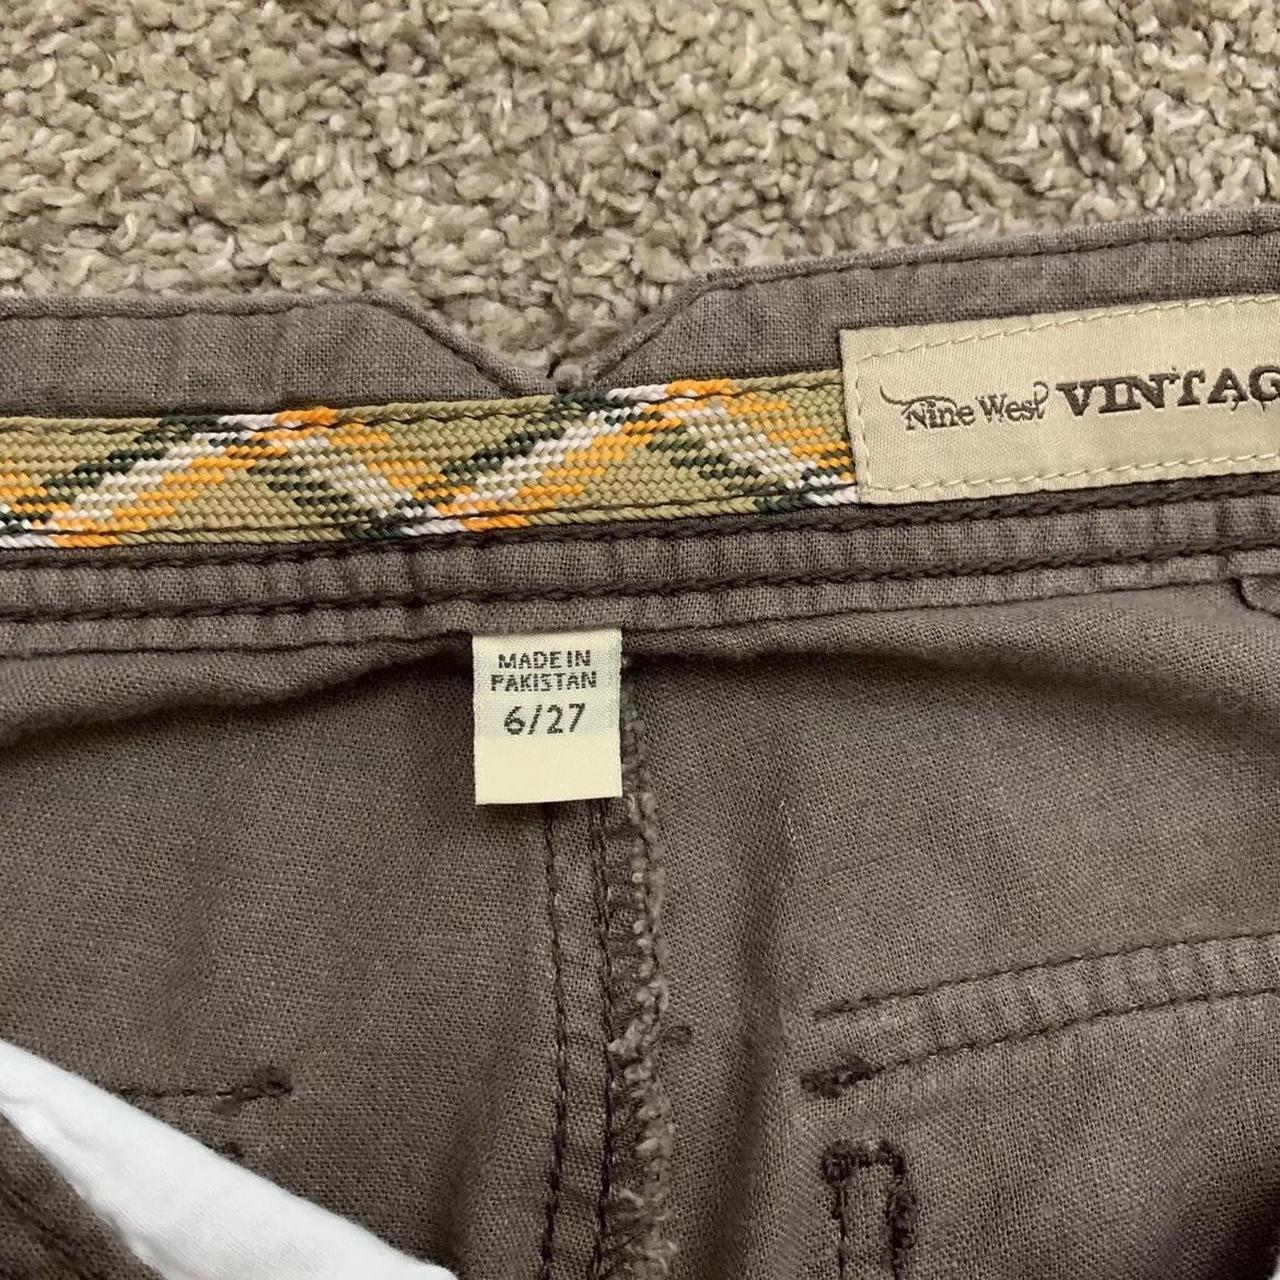 Nine West VINTAG
MADE IN
PAKISTAN
6/27